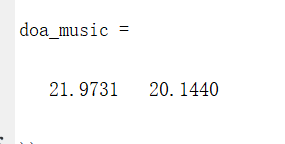 doa_music =
21.9731 20.1440
>>